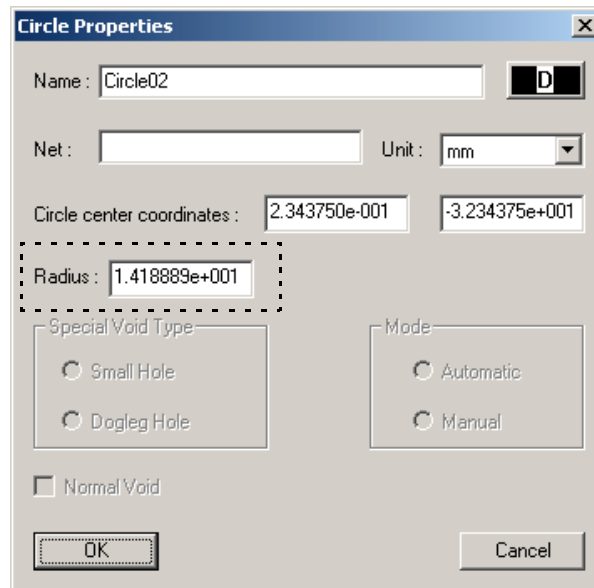 Circle Properties
Name : Circle02 D
Net : Unit : mm
Circle center coordinates : 2.343750e-001 -3.234375e+001
Radius : 1.418889e+001
Special Void Type Mode
Small Hole Automatic
Dogleg Hole Manual
Normal Void
OK Cancel